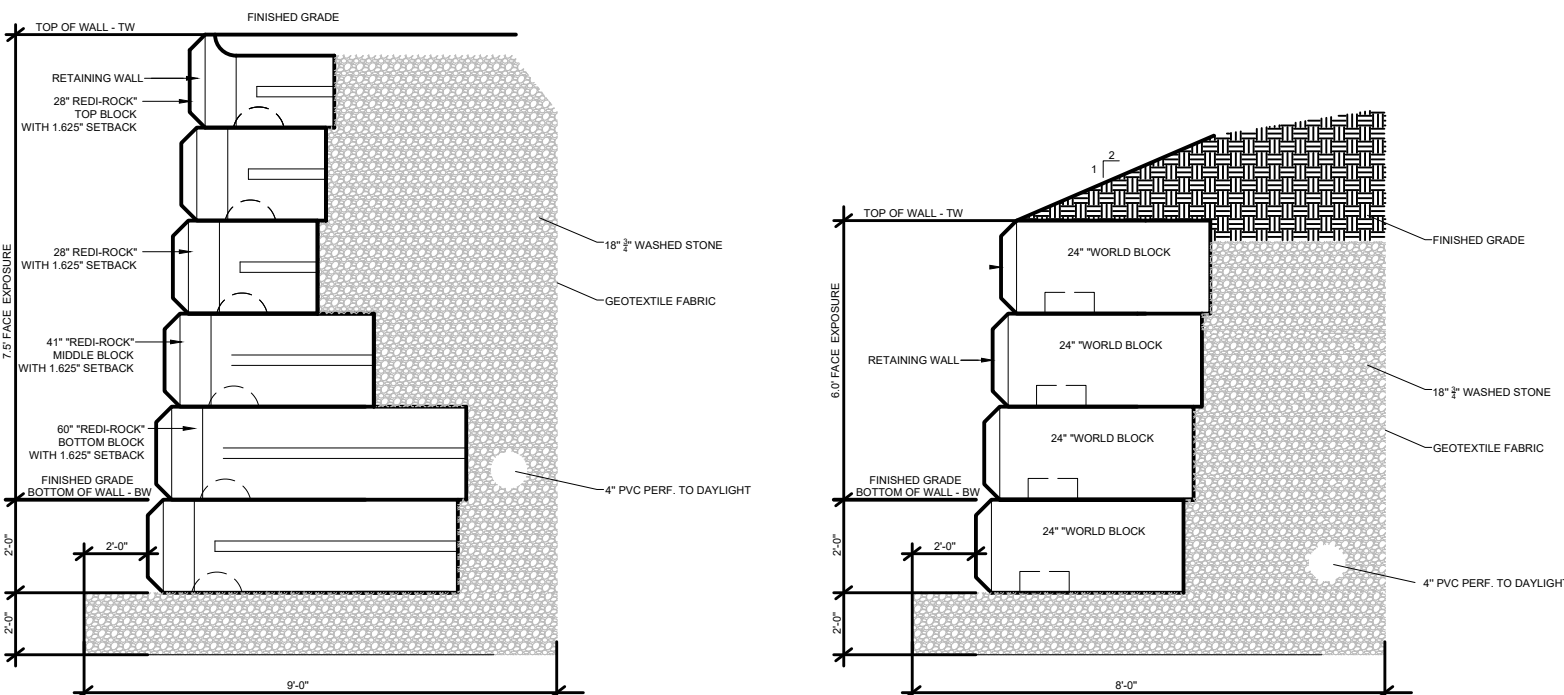 FINISHED GRADE
TOP OF WALL - TW
RETAINING WALL
28" REDI-ROCK"
TOP BLOCK
WITH 1.625" SETBACK
28" REDI-ROCK"
WITH 1.625" SETBACK
7.5' FACE EXPOSURE
18" 3/4" WASHED STONE
GEOTEXTILE FABRIC
41" "REDI-ROCK"
MIDDLE BLOCK
WITH 1.625" SETBACK
60" "REDI-ROCK"
BOTTOM BLOCK
WITH 1.625" SETBACK
FINISHED GRADE
BOTTOM OF WALL - BW
4" PVC PERF. TO DAYLIGHT
2'-0"
2'-0"
2'-0"
9'-0"
1
2
TOP OF WALL - TW
FINISHED GRADE
24" "WORLD BLOCK
24" "WORLD BLOCK
RETAINING WALL
6.0' FACE EXPOSURE
18" 3/4" WASHED STONE
24" "WORLD BLOCK
GEOTEXTILE FABRIC
FINISHED GRADE
BOTTOM OF WALL - BW
24" "WORLD BLOCK
2'-0"
2'-0"
4" PVC PERF. TO DAYLIGH
2'-0"
8'-0"